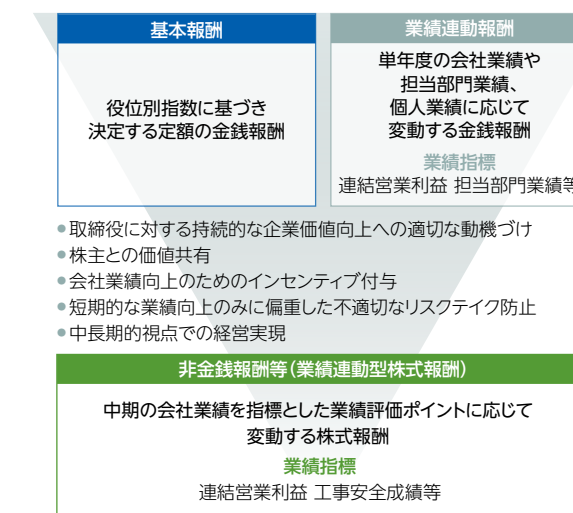 基本報酬
役位別指数に基づき
決定する定額の金銭報酬
業績連動報酬
単年度の会社業績や
担当部門業績、
個人業績に応じて
変動する金銭報酬
業績指標
連結営業利益 担当部門業績等
●取締役に対する持続的な企業価値向上への適切な動機づけ
●株主との価値共有
●会社業績向上のためのインセンティブ付与
●短期的な業績向上のみに偏重した不適切なリスクテイク防止
●中長期的視点での経営実現
非金銭報酬等(業績連動型株式報酬)
中期の会社業績を指標とした業績評価ポイントに応じて
変動する株式報酬
業績指標
連結営業利益 工事安全成績等